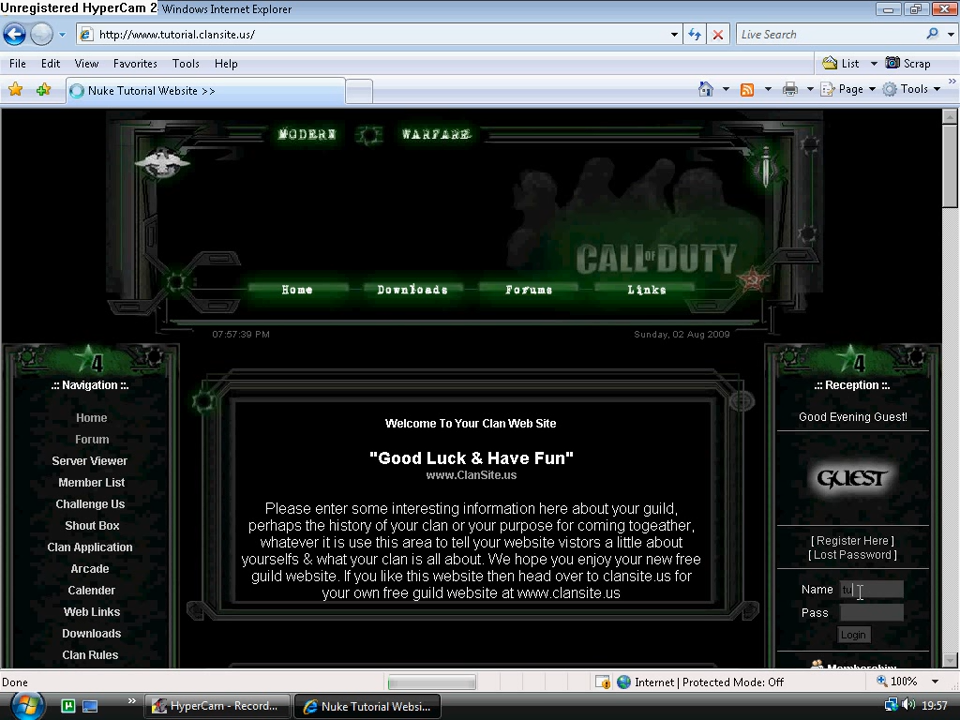 Unregistered HyperCam 2
Windows Internet Explorer
http://www.tutorial.clansite.us/
Live Search
File Edit View Favorites Tools Help
List Scrap
Nuke Tutorial Website >>
Page Tools
MODERN WARFARE
CALL OF DUTY
Home Downloads Forums Links
07:57:39 PM
Sunday, 02 Aug 2009
4
.:: Navigation ::.
Home
Forum
Server Viewer
Member List
Challenge Us
Shout Box
Clan Application
Arcade
Calender
Web Links
Downloads
Clan Rules
Welcome To Your Clan Web Site
"Good Luck & Have Fun"
www.ClanSite.us
Please enter some interesting information here about your guild,
perhaps the history of your clan or your purpose for coming togeather,
whatever it is use this area to tell your website vistors a little about
yourselfs & what your clan is all about. We hope you enjoy your new free
guild website. If you like this website then head over to clansite.us for
your own free guild website at www.clansite.us
4
.:: Reception ::.
Good Evening Guest!
GUEST
[ Register Here ]
[ Lost Password ]
Name tu
Pass
Login
Membership
Done
Internet | Protected Mode: Off
100%
HyperCam - Record...
Nuke Tutorial Websi...
19:57